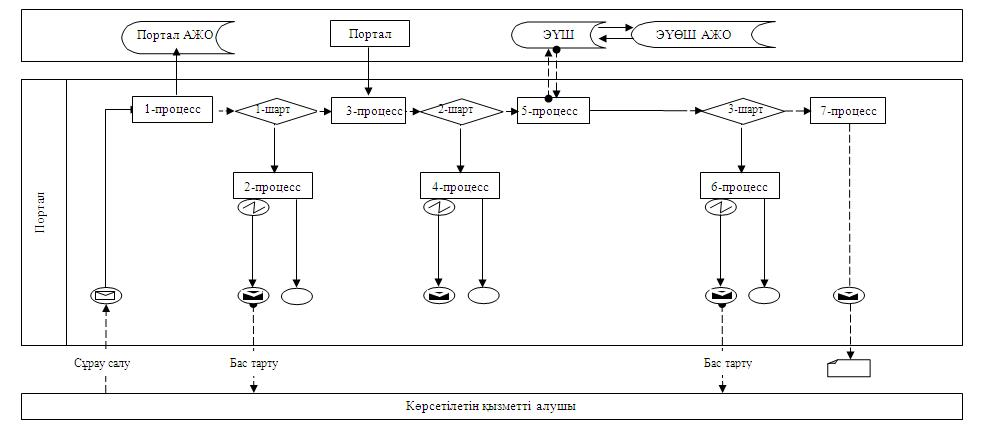 Портал АЖО
Портал
ЭҮШ
ЭҮӨШ АЖО
1-процесс
1-шарт
3-процесс
2-шарт
5-процесс
3-шарт
7-процесс
2-процесс
4-процесс
6-процесс
Портал
Сұрау салу
Бас тарту
Бас тарту
Көрсетілетін қызметті алушы